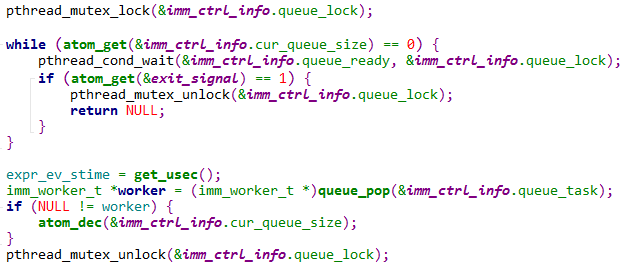 pthread_mutex_lock(&imm_ctrl_info.queue_lock);
while (atom_get(&imm_ctrl_info.cur_queue_size) == 0) {
pthread_cond_wait(&imm_ctrl_info.queue_ready, &imm_ctrl_info.queue_lock);
if (atom_get(&exit_signal) == 1) {
pthread_mutex_unlock(&imm_ctrl_info.queue_lock);
return NULL;
}
}
expr_ev_stime = get_usec();
imm_worker_t *worker = (imm_worker_t *)queue_pop(&imm_ctrl_info.queue_task);
if (NULL != worker) {
atom_dec(&imm_ctrl_info.cur_queue_size);
}
pthread_mutex_unlock(&imm_ctrl_info.queue_lock);